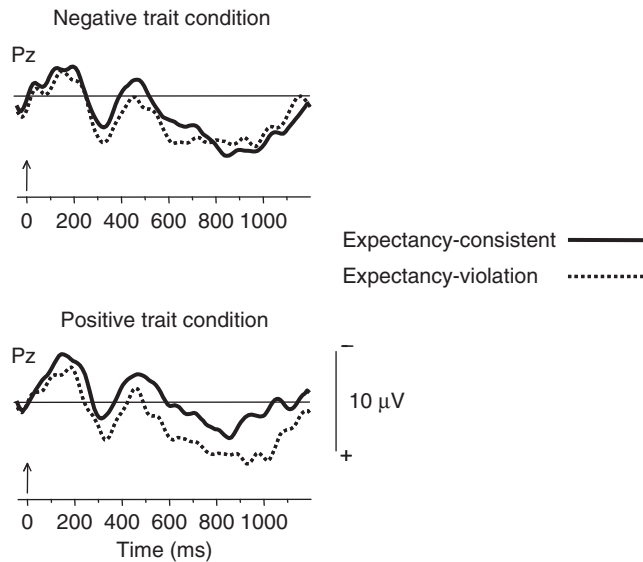 Negative trait condition
Pz
0 200 400 600 800 1000
Expectancy-consistent
Expectancy-violation
Positive trait condition
Pz
−
10 μV
+
0 200 400 600 800 1000
Time (ms)